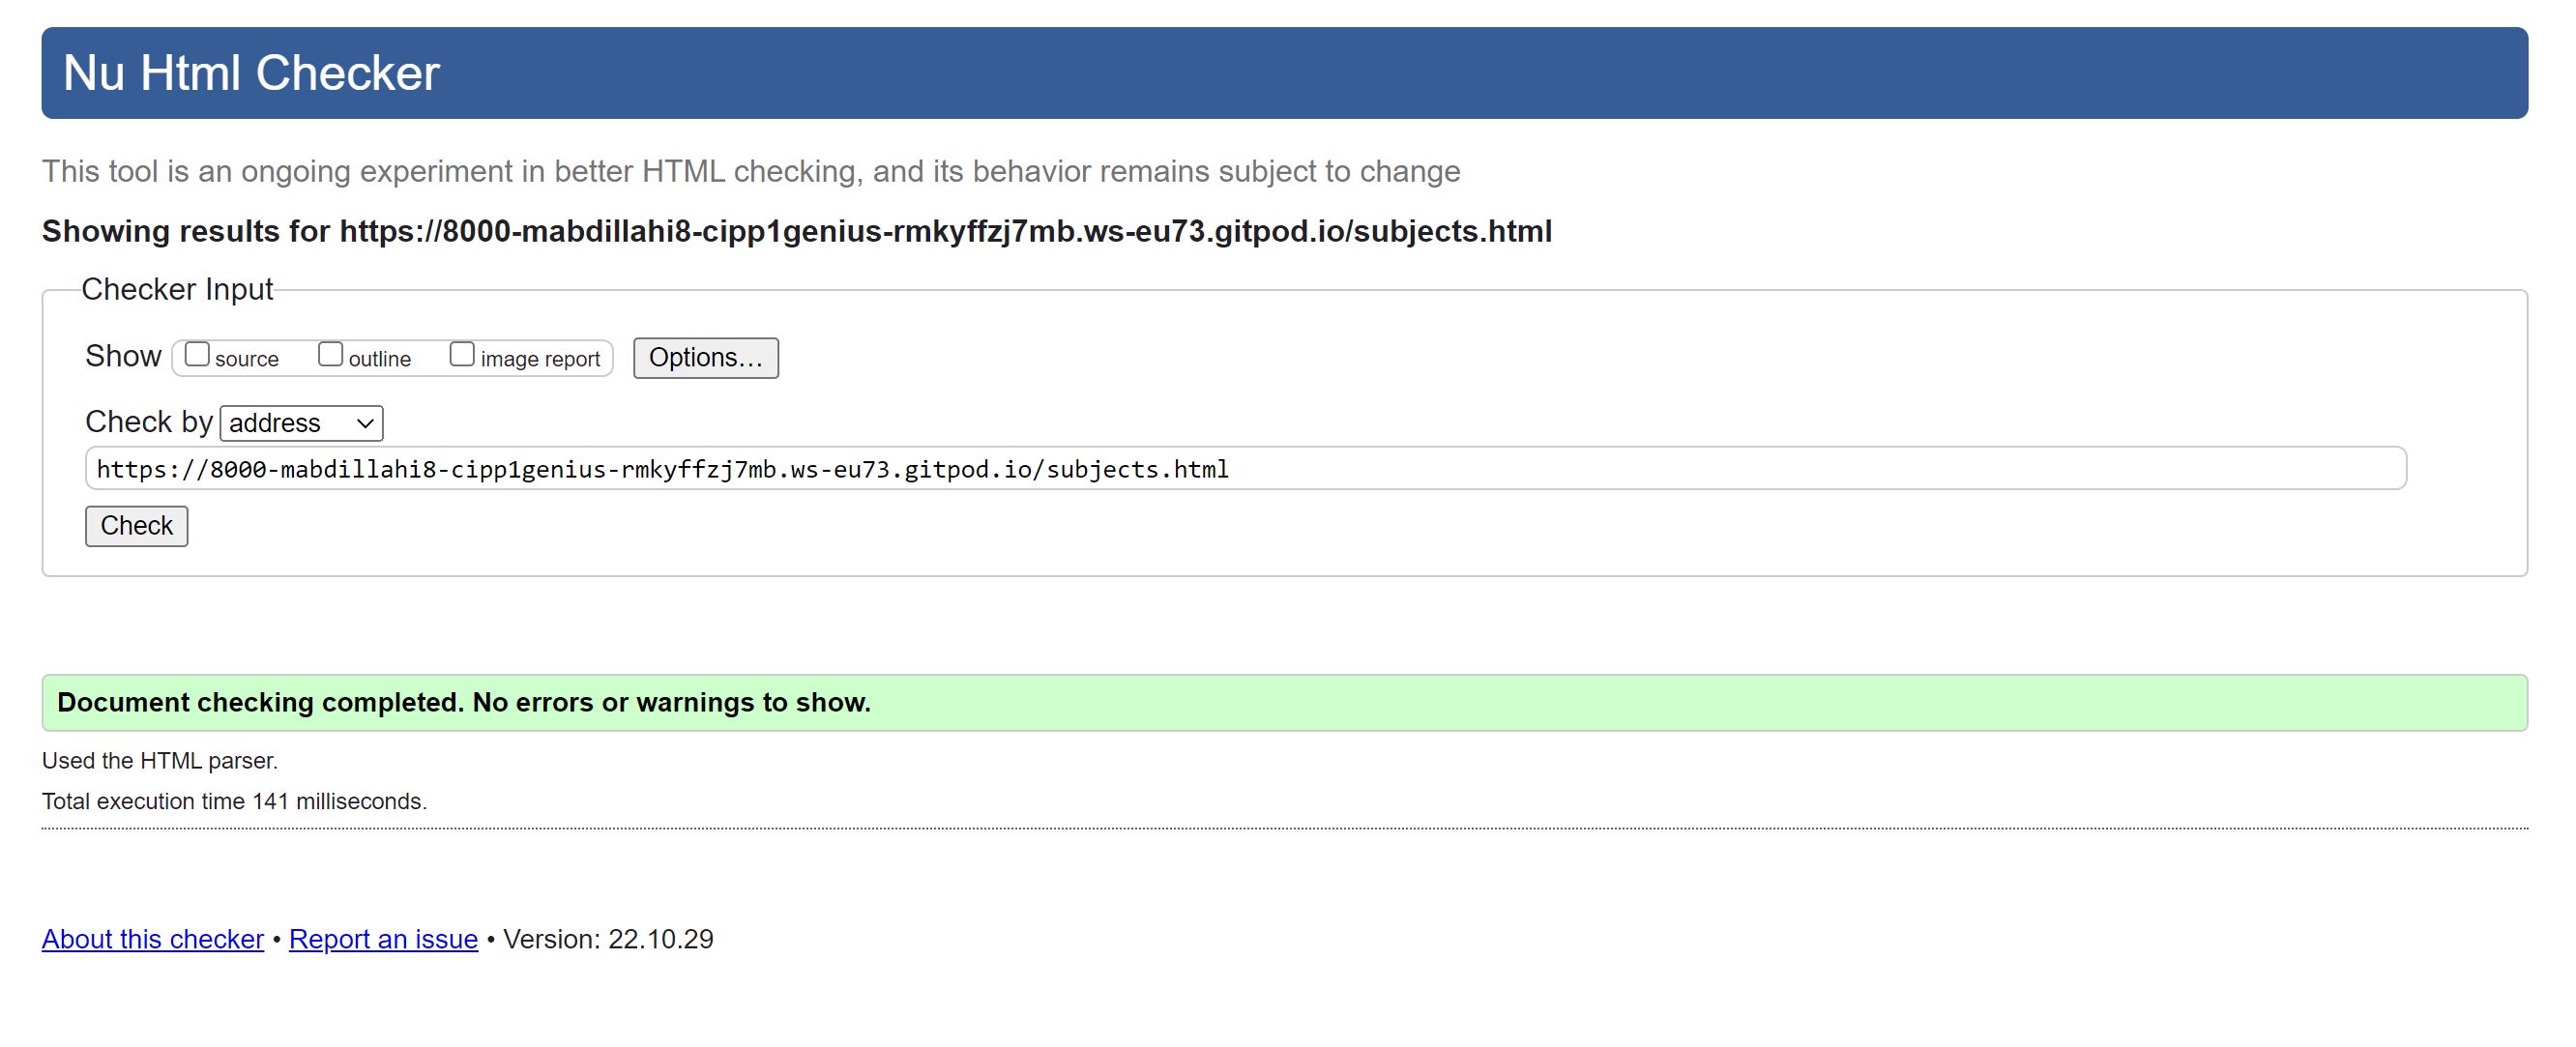 Nu Html Checker
This tool is an ongoing experiment in better HTML checking, and its behavior remains subject to change
Showing results for https://8000-mabdillahi8-cipp1genius-rmkyffzj7mb.ws-eu73.gitpod.io/subjects.html
Checker Input
Show source outline image report Options...
Check by address
https://8000-mabdillahi8-cipp1genius-rmkyffzj7mb.ws-eu73.gitpod.io/subjects.html
Check
Document checking completed. No errors or warnings to show.
Used the HTML parser.
Total execution time 141 milliseconds.
About this checker • Report an issue • Version: 22.10.29